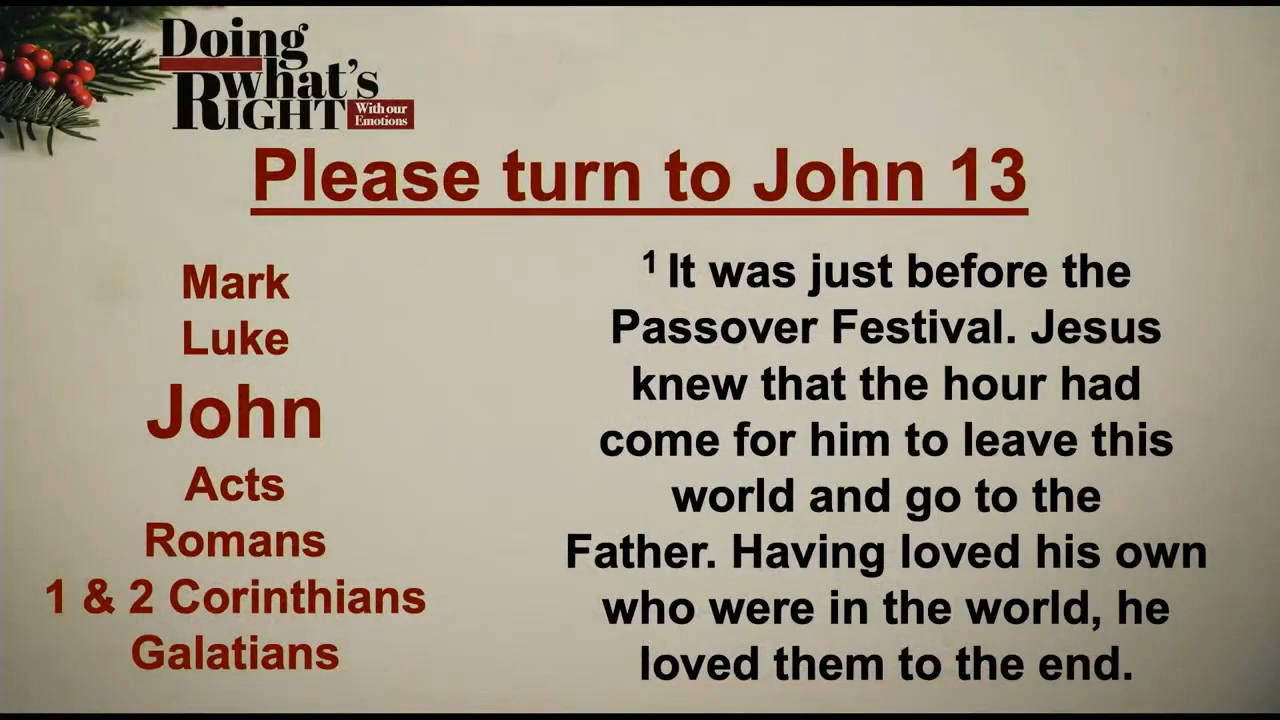 Doing
what's
RIGHT
With our
Emotions
Please turn to John 13
Mark
Luke
John
Acts
Romans
1 & 2 Corinthians
Galatians
1 It was just before the
Passover Festival. Jesus
knew that the hour had
come for him to leave this
world and go to the
Father. Having loved his own
who were in the world, he
loved them to the end.